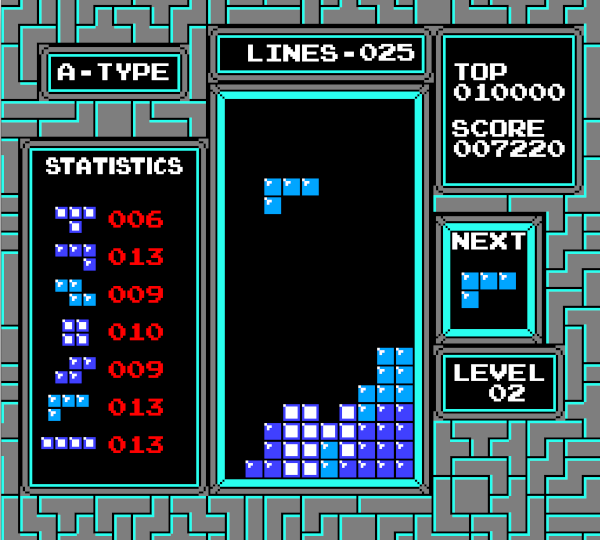 LINES-025
A-TYPE
TOP
010000
SCORE
007220
STATISTICS
006
013
009
010
009
013
013
NEXT
LEVEL
02